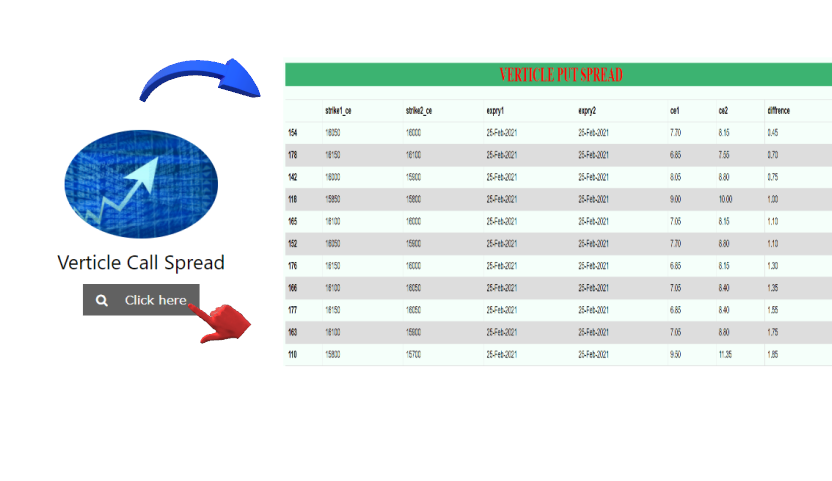 VERTICLE PUT SPREAD
strike1_ce strike2_ce expry1 expry2 ce1 ce2 diffrence
154 16050 16000 25-Feb-2021 25-Feb-2021 7.70 8.15 0.45
178 16150 16100 25-Feb-2021 25-Feb-2021 6.85 7.55 0.70
142 16000 15900 25-Feb-2021 25-Feb-2021 8.05 8.80 0.75
118 15850 15800 25-Feb-2021 25-Feb-2021 9.00 10.00 1.00
165 16100 16000 25-Feb-2021 25-Feb-2021 7.05 8.15 1.10
152 16050 15900 25-Feb-2021 25-Feb-2021 7.70 8.80 1.10
176 16150 16000 25-Feb-2021 25-Feb-2021 6.85 8.15 1.30
166 16100 16050 25-Feb-2021 25-Feb-2021 7.05 8.40 1.35
177 16150 16050 25-Feb-2021 25-Feb-2021 6.85 8.40 1.55
163 16100 15900 25-Feb-2021 25-Feb-2021 7.05 8.80 1.75
110 15800 15700 25-Feb-2021 25-Feb-2021 9.50 11.35 1.85
Verticle Call Spread
Click here